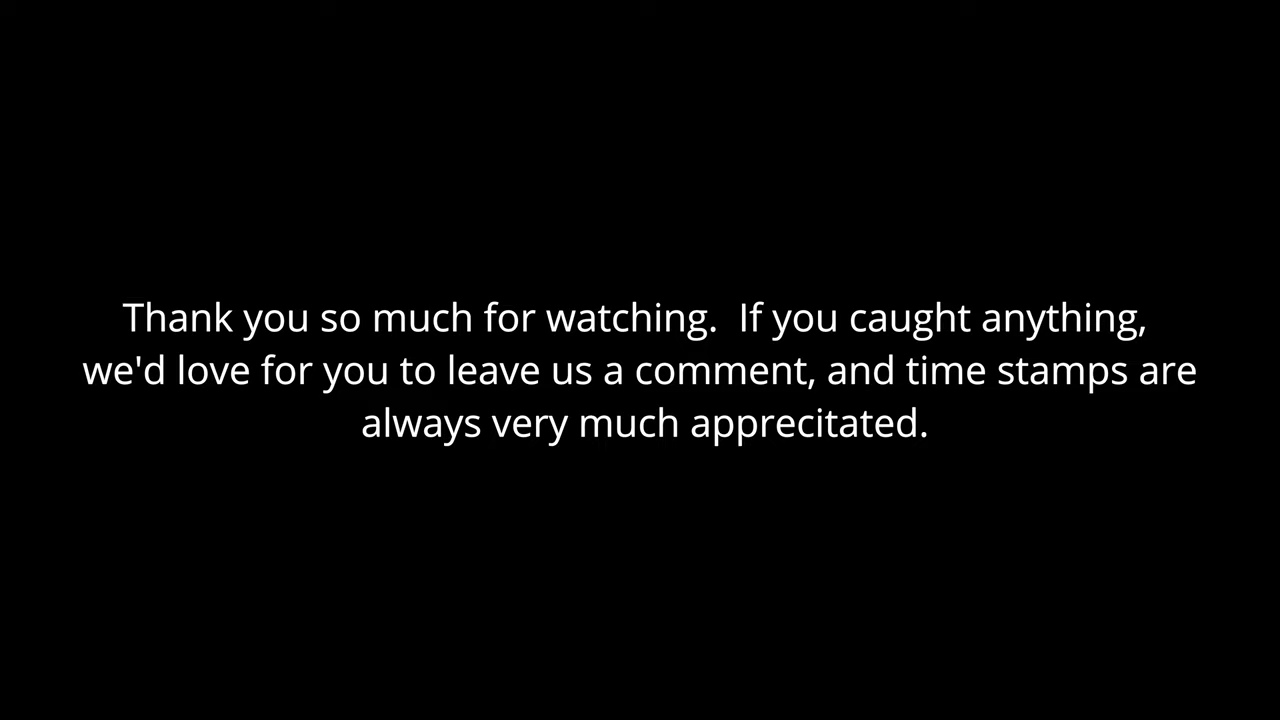 Thank you so much for watching.  If you caught anything,
we'd love for you to leave us a comment, and time stamps are
always very much apprecitated.